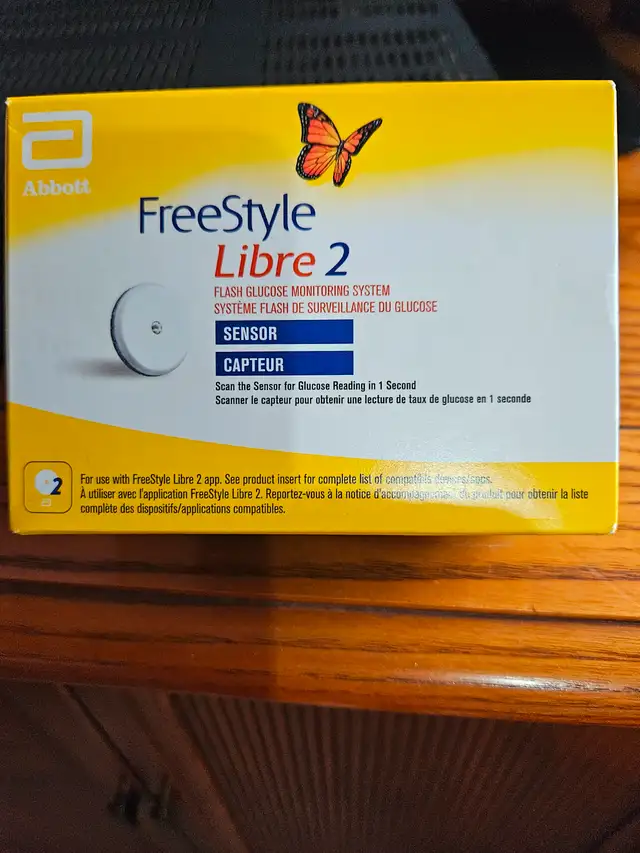 Abbott
FreeStyle
Libre 2
FLASH GLUCOSE MONITORING SYSTEM
SYSTÈME FLASH DE SURVEILLANCE DU GLUCOSE
SENSOR
CAPTEUR
Scan the Sensor for Glucose Reading in 1 Second
Scanner le capteur pour obtenir une lecture de taux de glucose en 1 seconde
2
For use with FreeStyle Libre 2 app. See product insert for complete list of compatible devices/apps.
À utiliser avec l'application FreeStyle Libre 2. Reportez-vous à la notice d'accompagnement du produit pour obtenir la liste
complète des dispositifs/applications compatibles.